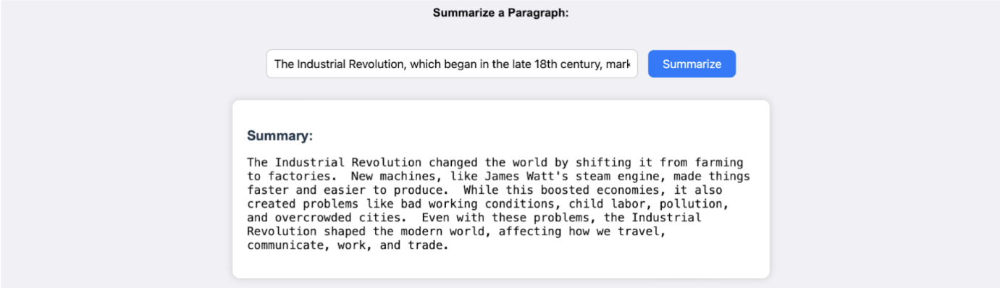 Summarize a Paragraph:
The Industrial Revolution, which began in the late 18th century, mark
Summarize
Summary:
The Industrial Revolution changed the world by shifting it from farming
to factories.  New machines, like James Watt's steam engine, made things
faster and easier to produce.  While this boosted economies, it also
created problems like bad working conditions, child labor, pollution,
and overcrowded cities.  Even with these problems, the Industrial
Revolution shaped the modern world, affecting how we travel,
communicate, work, and trade.